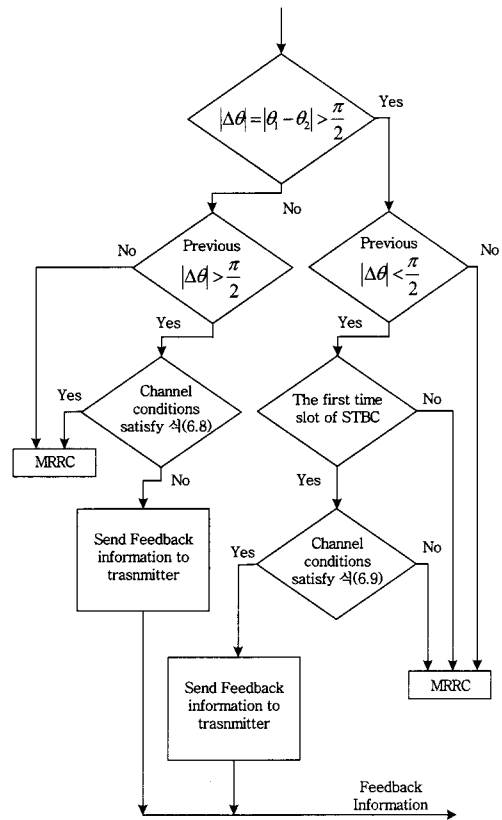 |Δθ| = |θ₁ − θ₂| > π/2
Yes
No
No
Previous
|Δθ| > π/2
Previous
|Δθ| < π/2
No
Yes
Yes
Yes
Channel
conditions
satisfy 식(6.8)
The first time
slot of STBC
No
MRRC
No
Yes
Send Feedback
information to
trasnmitter
Yes
Channel
conditions
satisfy 식(6.9)
No
Send Feedback
information to
trasnmitter
MRRC
Feedback
Information